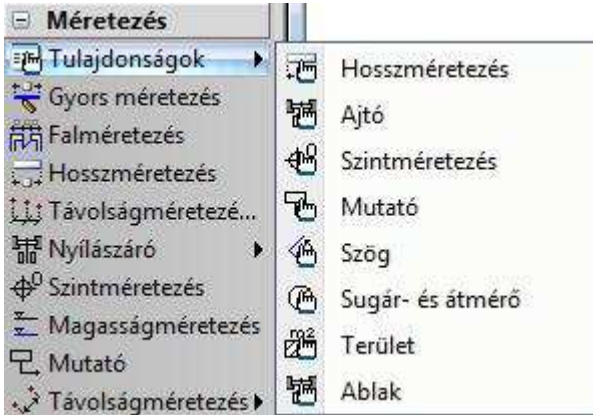 Méretezés
Tulajdonságok
Gyors méretezés
Falméretezés
Hosszméretezés
Távolságméretezé...
Nyílászáró
Szintméretezés
Magasságméretezés
Mutató
Távolságméretezés
Hosszméretezés
Ajtó
Szintméretezés
Mutató
Szög
Sugár- és átmérő
m2 Terület
Ablak